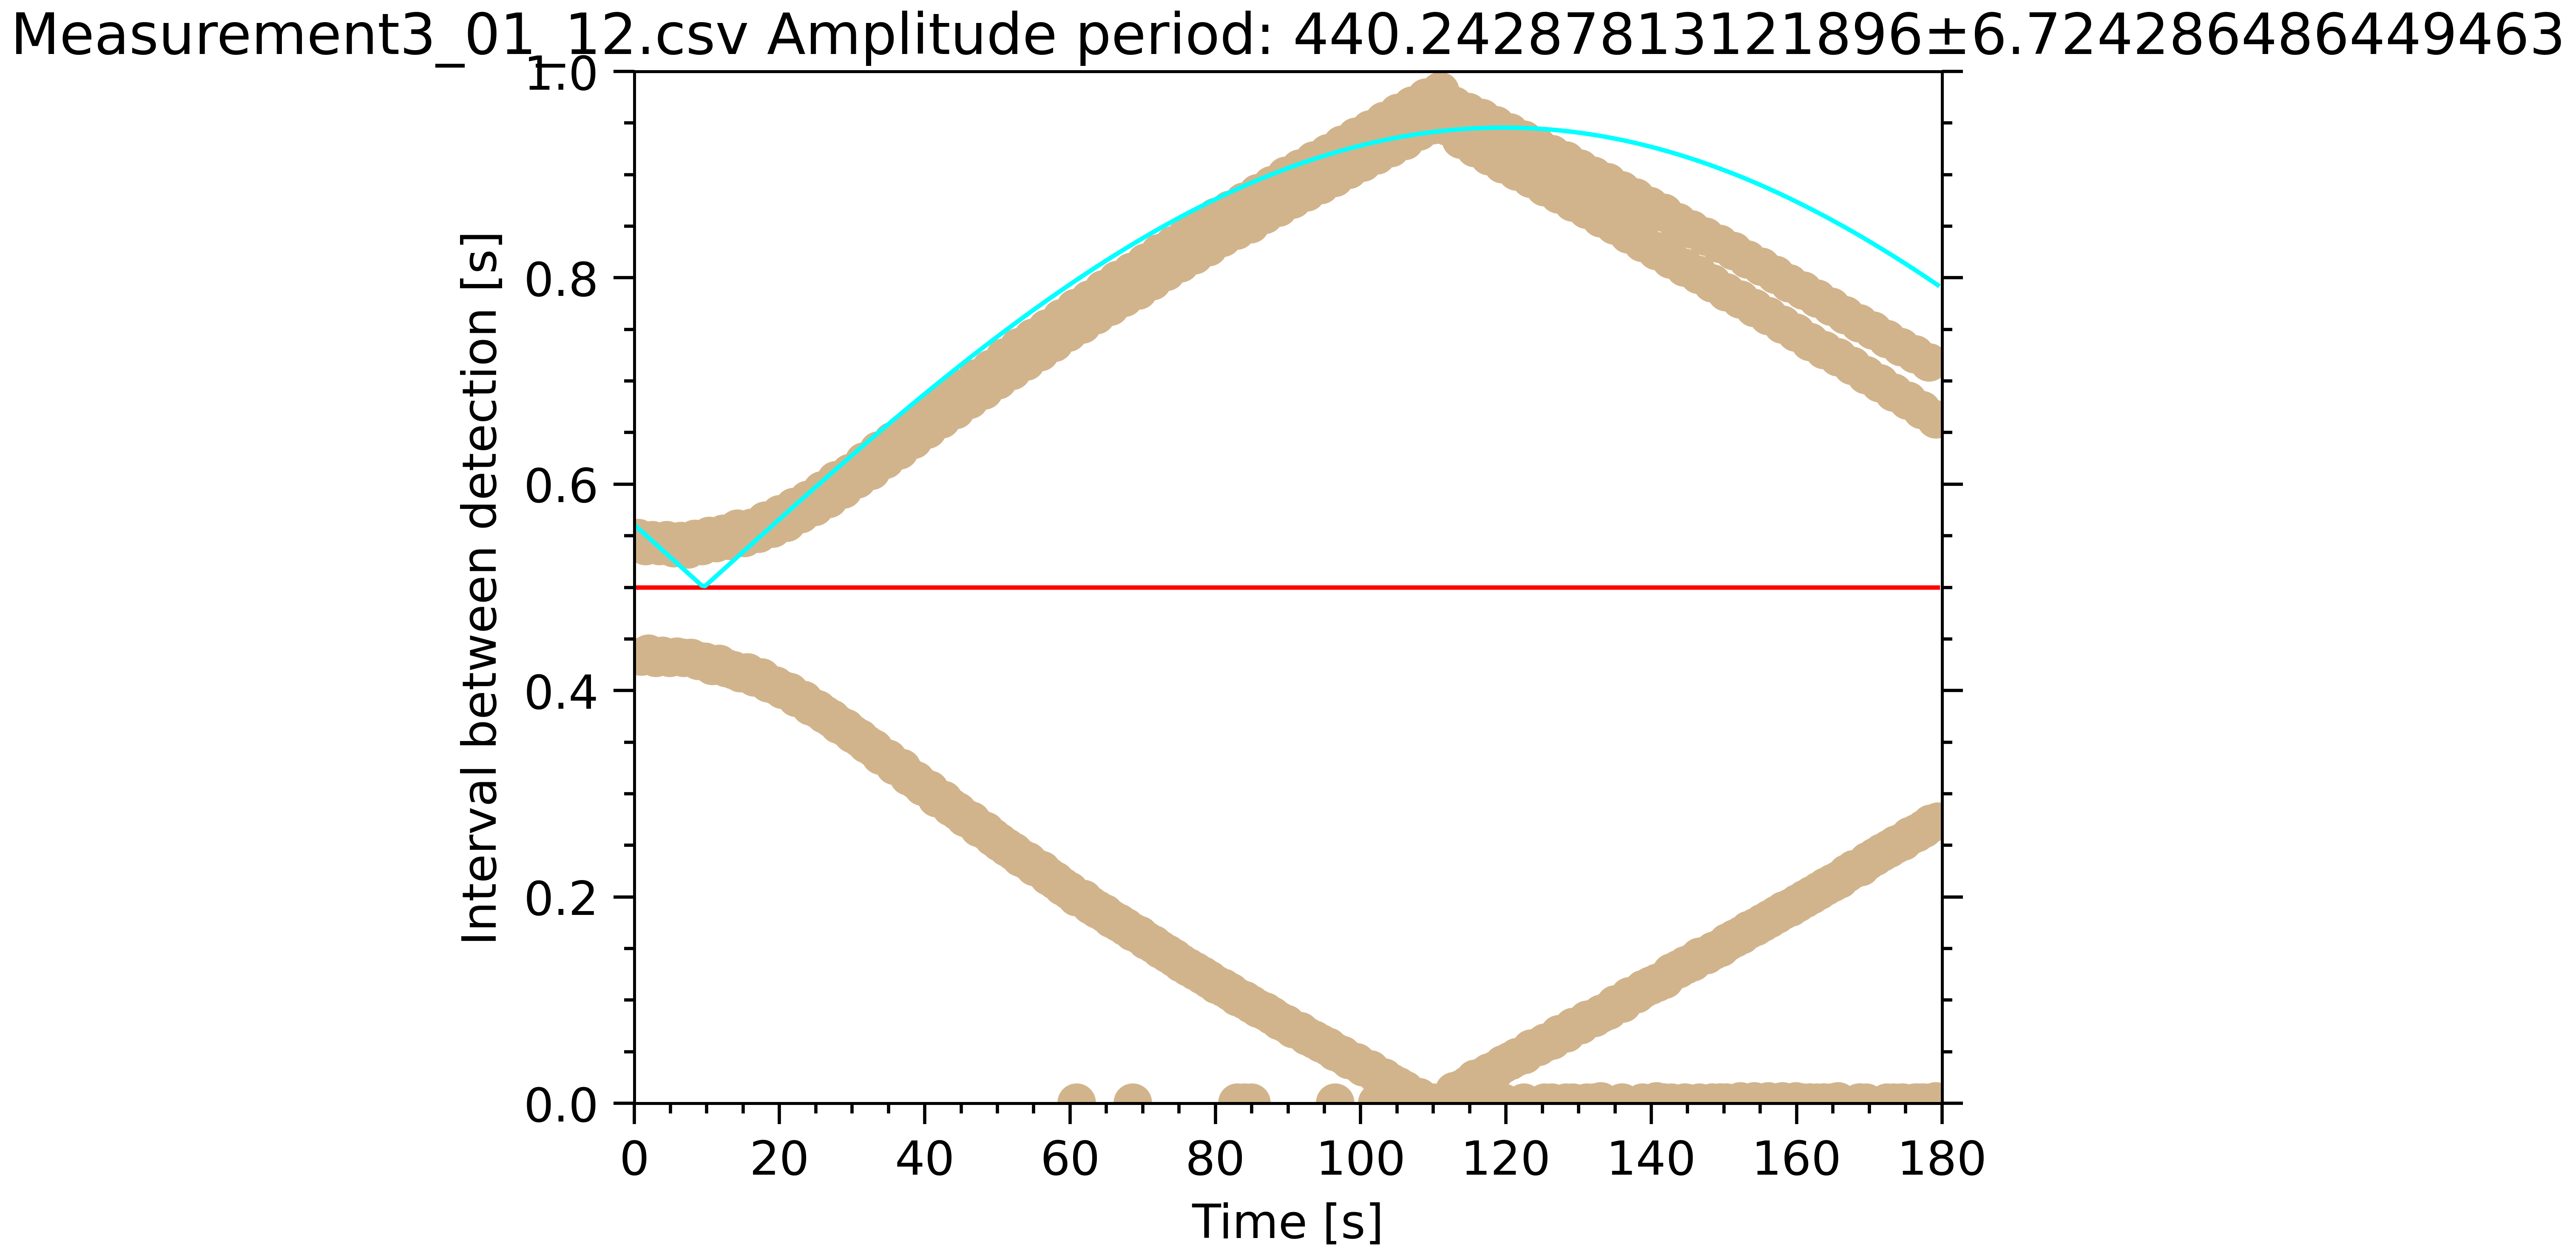 Measurement3_01_12.csv Amplitude period: 440.24287813121896±6.724286486449463
Interval between detection [s]
1.0
0.8
0.6
0.4
0.2
0.0
0 20 40 60 80 100 120 140 160 180
Time [s]